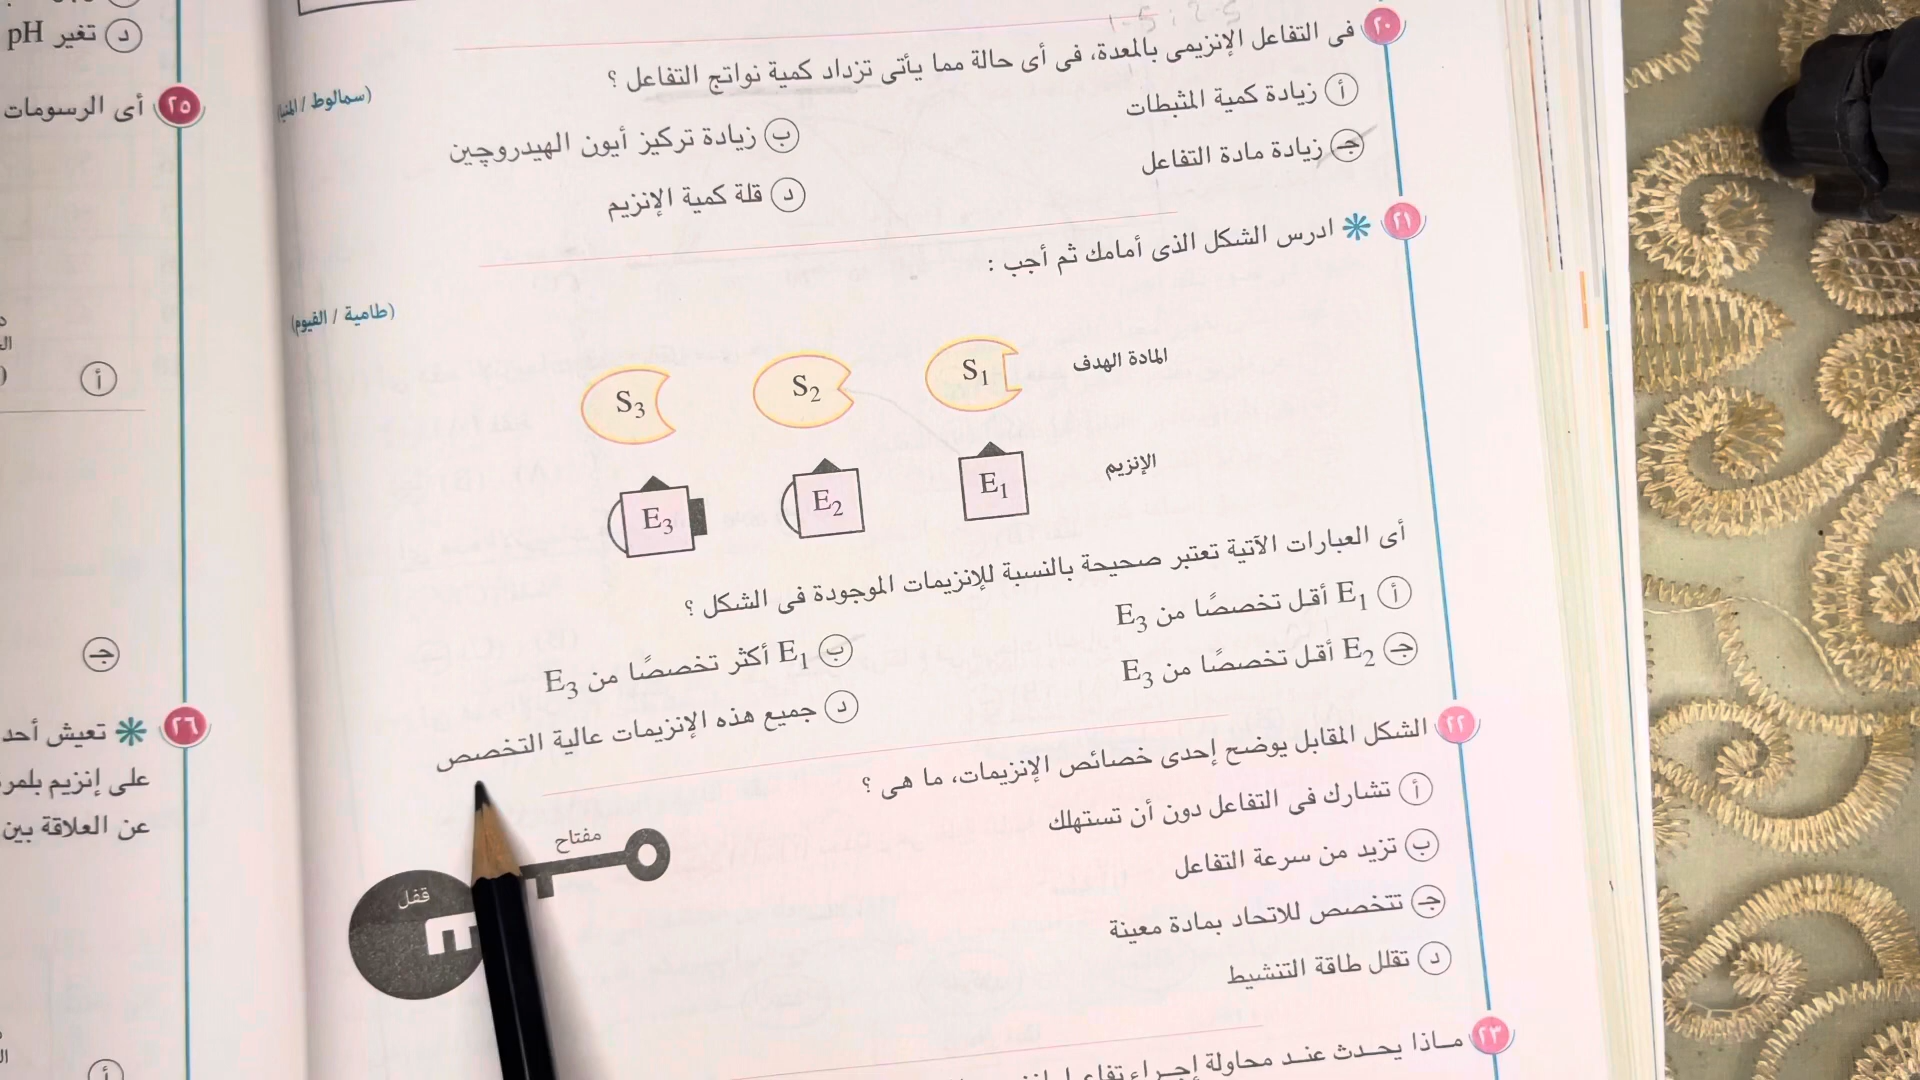 ٢٠ فى التفاعل الإنزيمى بالمعدة، فى أى حالة مما يأتى تزداد كمية نواتج التفاعل ؟
(سمالوط / المنيا)
أ زيادة كمية المثبطات
ب زيادة تركيز أيون الهيدروچين
جـ زيادة مادة التفاعل
د قلة كمية الإنزيم
٢١ * ادرس الشكل الذى أمامك ثم أجب :
(طامية / الفيوم)
المادة الهدف
S1
S2
S3
الإنزيم
E1
E2
E3
أى العبارات الآتية تعتبر صحيحة بالنسبة للإنزيمات الموجودة فى الشكل ؟
أ E1 أقل تخصصًا من E3
ب E1 أكثر تخصصًا من E3
جـ E2 أقل تخصصًا من E3
د جميع هذه الإنزيمات عالية التخصص
٢٢ الشكل المقابل يوضح إحدى خصائص الإنزيمات، ما هى ؟
أ تشارك فى التفاعل دون أن تستهلك
ب تزيد من سرعة التفاعل
جـ تتخصص للاتحاد بمادة معينة
د تقلل طاقة التنشيط
مفتاح
قفل
٢٣ مـاذا يحـدث عنـد محاولة إجـراء
د تغير pH
٢٥ أى الرسومات
أ
جـ
٢٦ * تعيش أحد
على إنزيم بلمر
عن العلاقة بين
أ